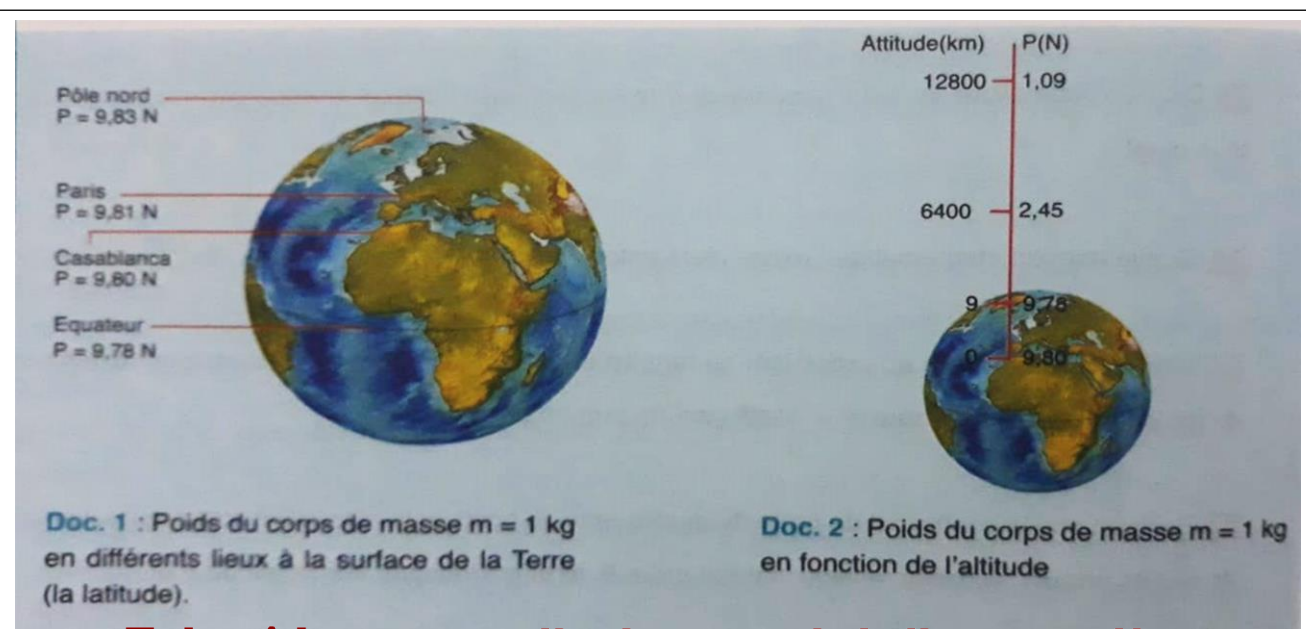 Pôle nord
P = 9,83 N
Paris
P = 9,81 N
Casablanca
P = 9,80 N
Equateur
P = 9,78 N
Attitude(km) P(N)
12800 1,09
6400 2,45
9 9,78
0 9,80
Doc. 1 : Poids du corps de masse m = 1 kg
en différents lieux à la surface de la Terre
(la latitude).
Doc. 2 : Poids du corps de masse m = 1 kg
en fonction de l'altitude